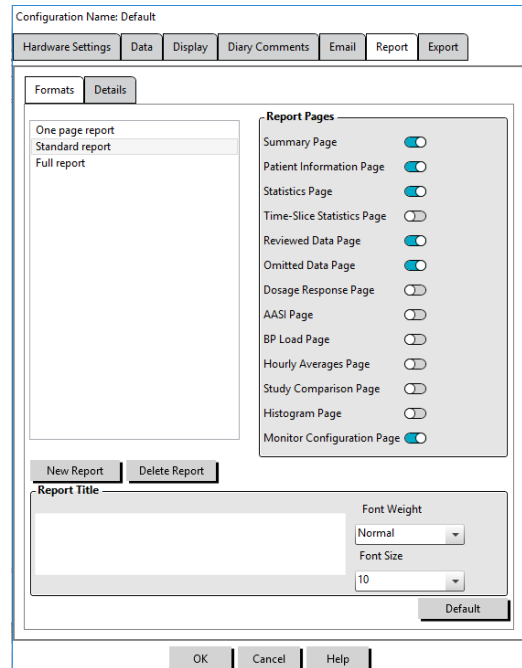 Configuration Name: Default
Hardware Settings Data Display Diary Comments Email Report Export
Formats Details
One page report
Standard report
Full report
Report Pages
Summary Page
Patient Information Page
Statistics Page
Time-Slice Statistics Page
Reviewed Data Page
Omitted Data Page
Dosage Response Page
AASI Page
BP Load Page
Hourly Averages Page
Study Comparison Page
Histogram Page
Monitor Configuration Page
New Report Delete Report
Report Title
Font Weight
Normal
Font Size
10
Default
OK Cancel Help